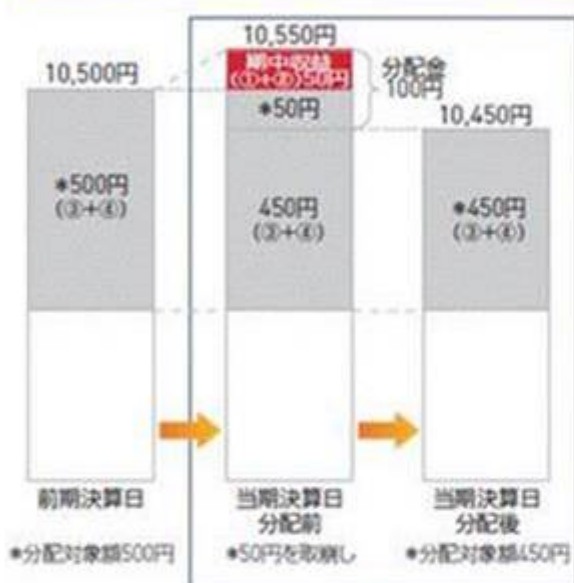 10,500円
*500円
(③+④)
前期決算日
*分配対象額500円
10,550円
期中収益
(①+②)50円
*50円
450円
(③+④)
分配金
100円
当期決算日
分配前
*50円を取崩し
10,450円
*450円
(③+④)
当期決算日
分配後
*分配対象額450円